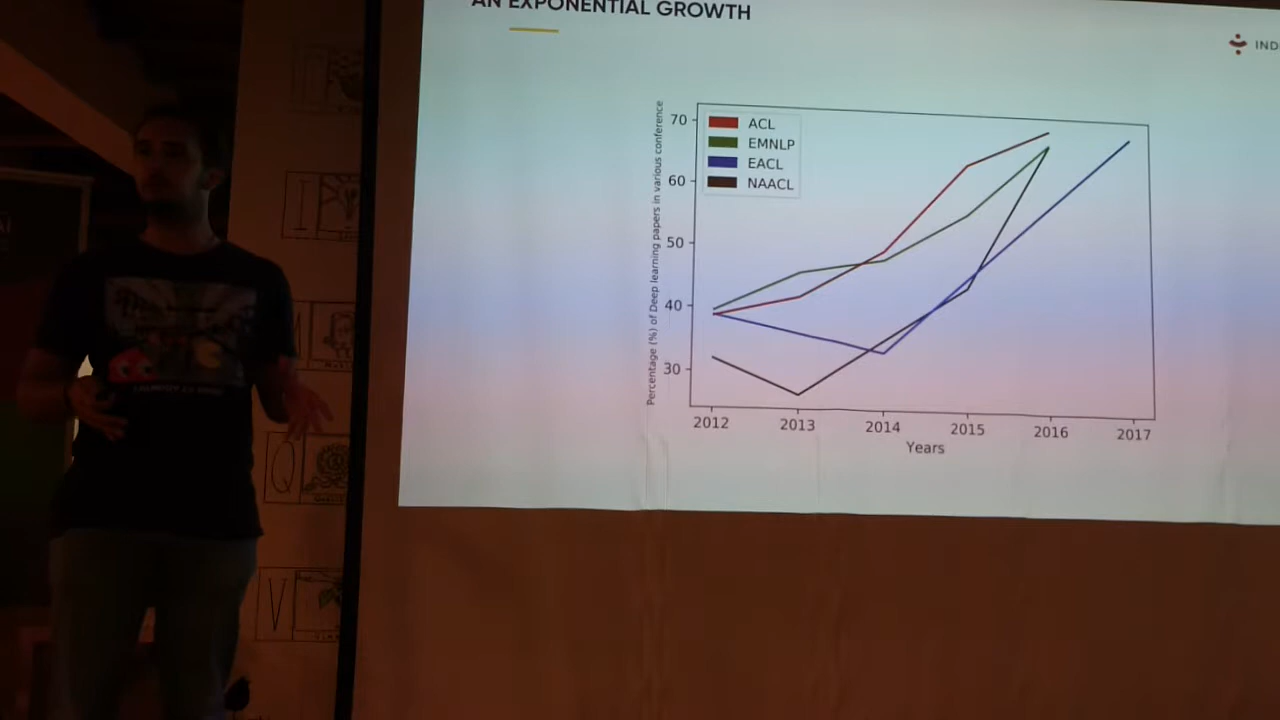 AN EXPONENTIAL GROWTH
IND
Percentage (%) of Deep learning papers in various conference
70
60
50
40
30
ACL
EMNLP
EACL
NAACL
2012 2013 2014 2015 2016 2017
Years
I
Q
V